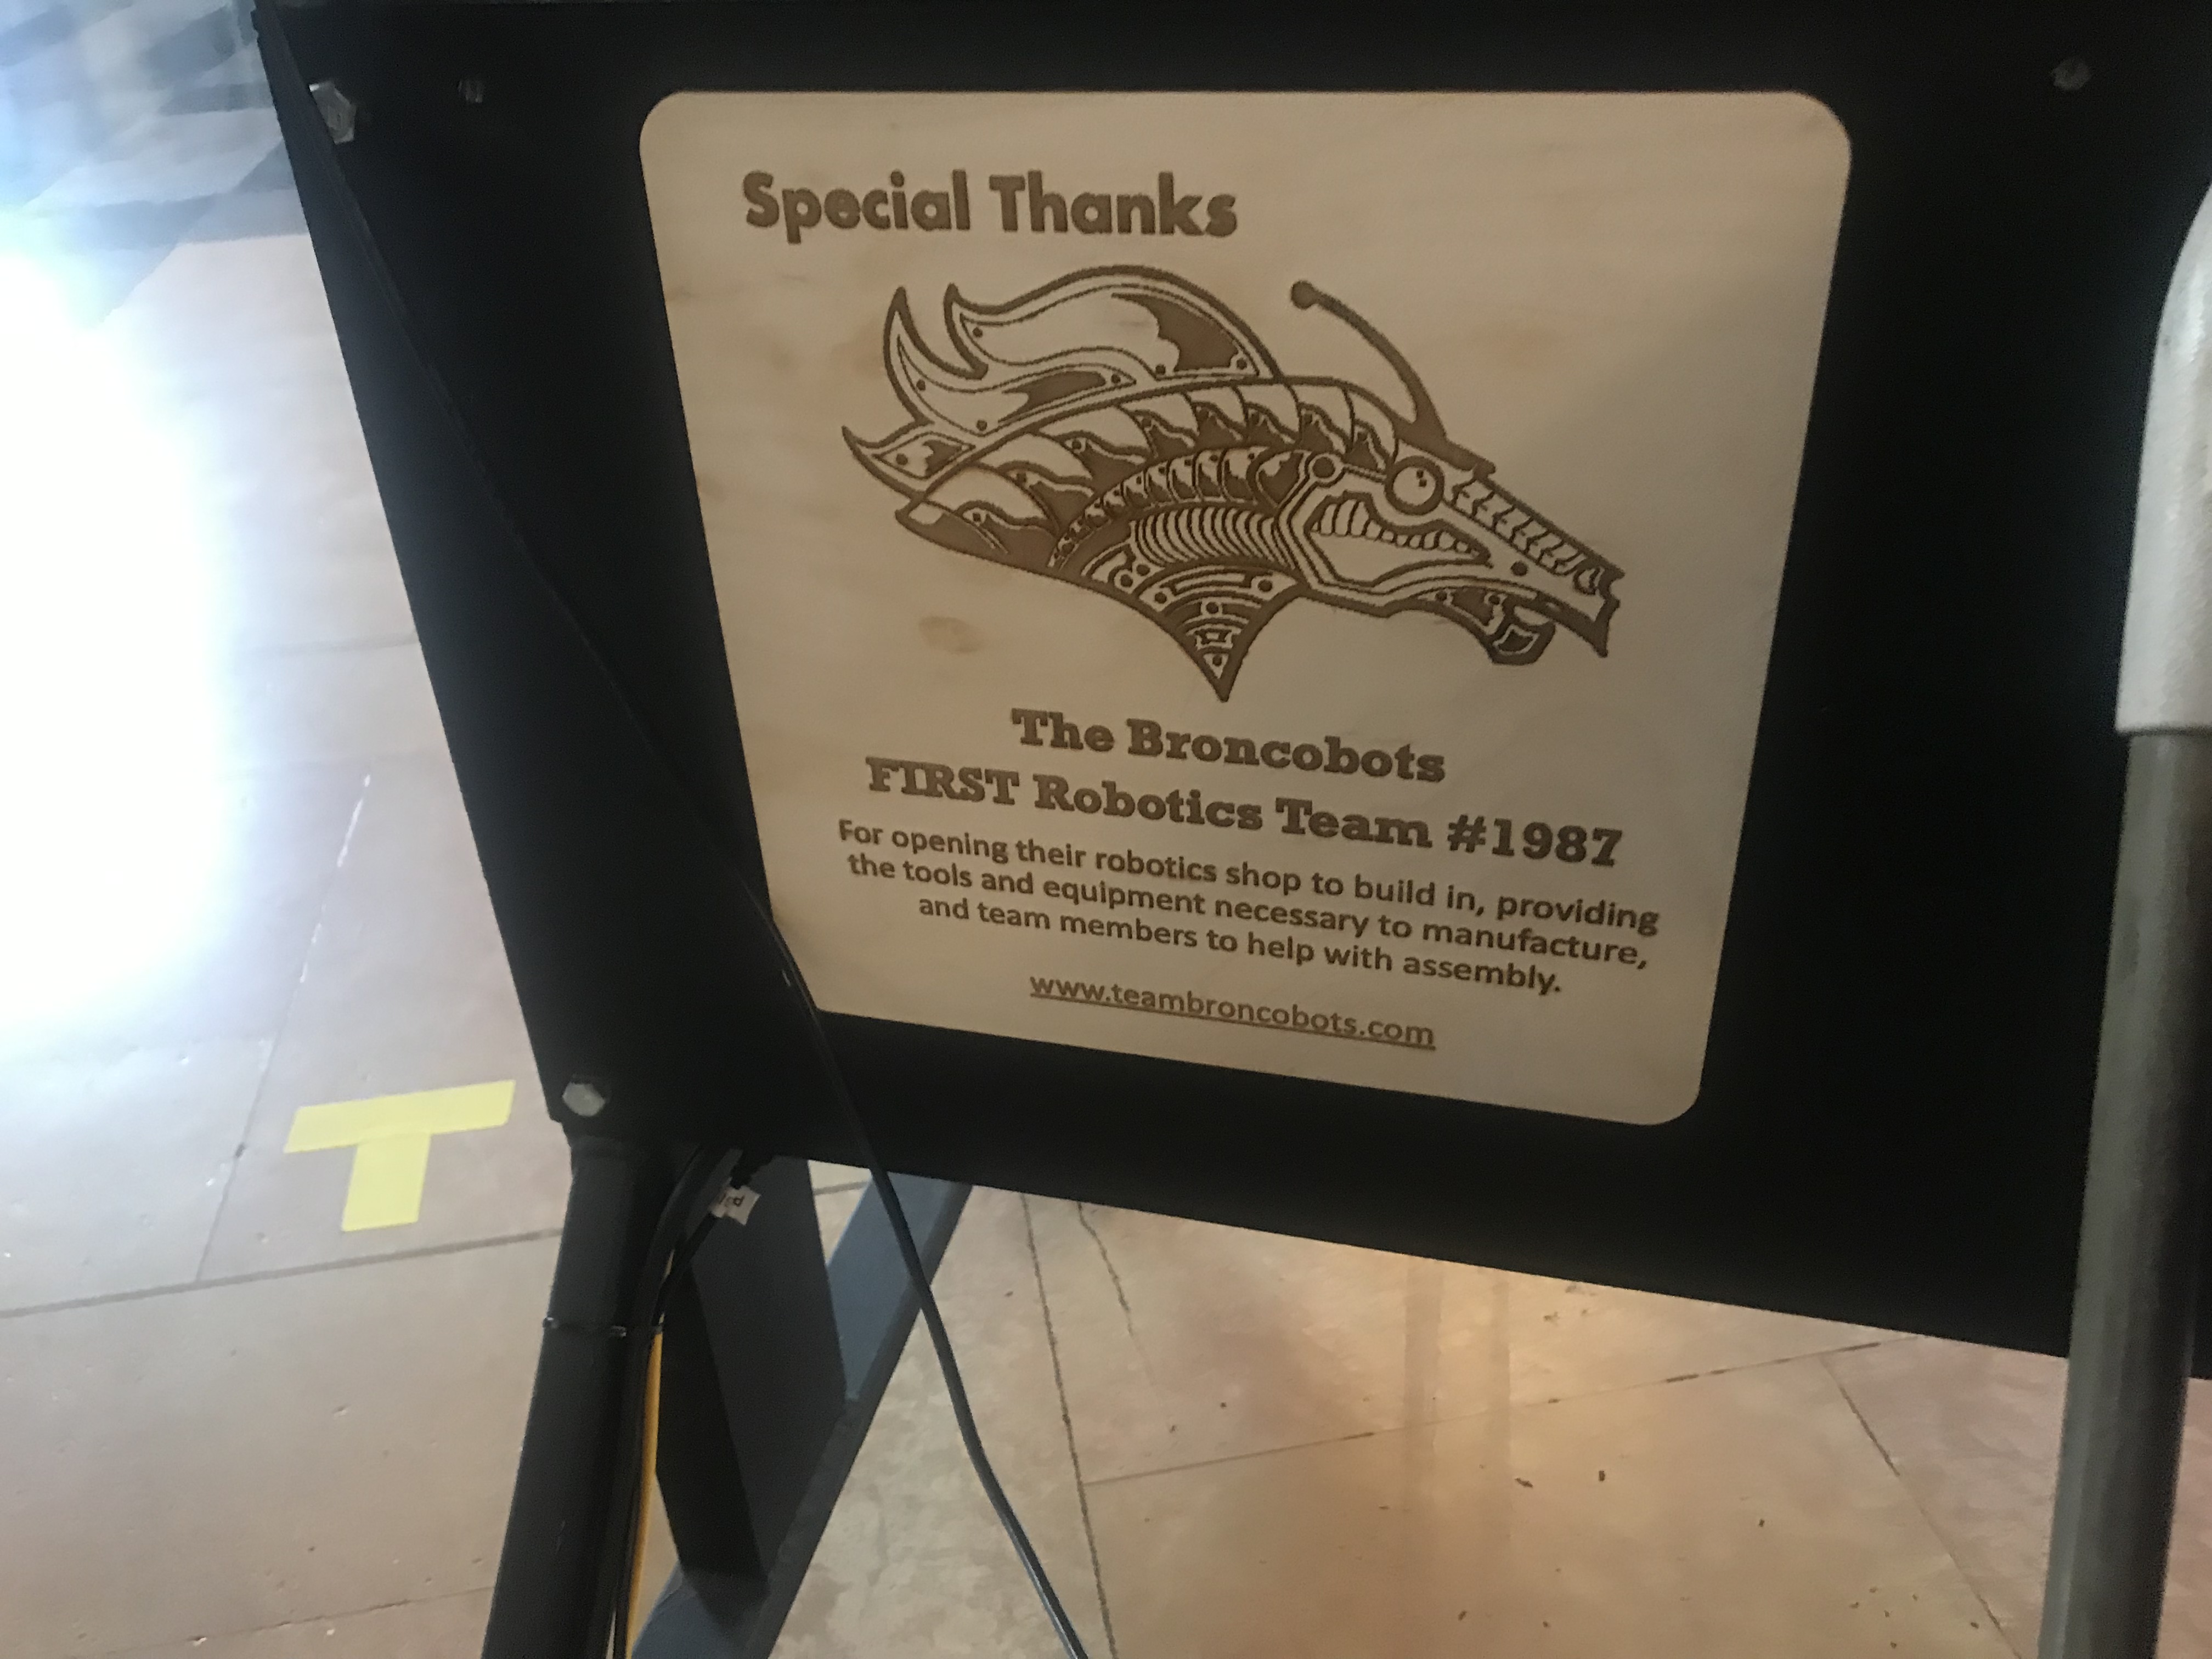 Special Thanks
The Broncobots
FIRST Robotics Team #1987
For opening their robotics shop to build in, providing
the tools and equipment necessary to manufacture,
and team members to help with assembly.
www.teambroncobots.com